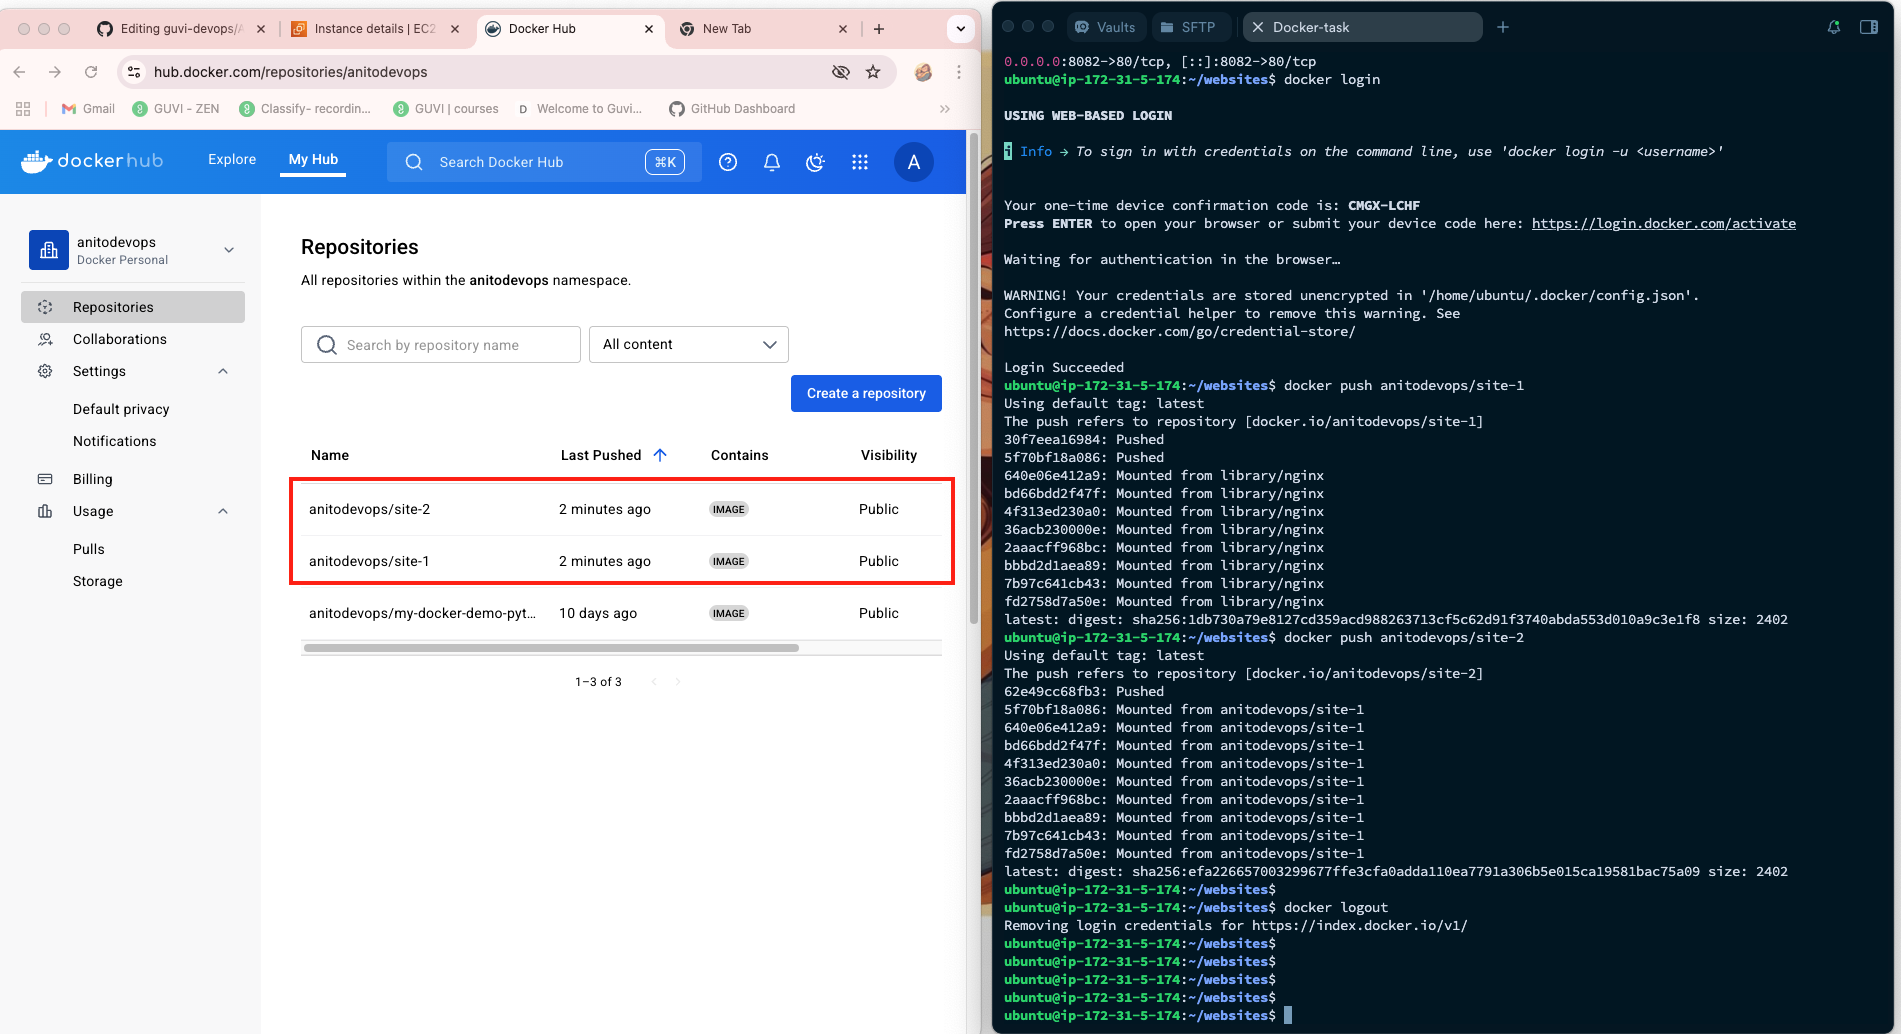 Editing guvi-devops/A
Instance details | EC2
Docker Hub
New Tab
hub.docker.com/repositories/anitodevops
Gmail
GUVI - ZEN
Classify- recordin...
GUVI | courses
D Welcome to Guvi...
GitHub Dashboard
dockerhub
Explore
My Hub
Search Docker Hub
⌘K
A
anitodevops
Docker Personal
Repositories
Collaborations
Settings
Default privacy
Notifications
Billing
Usage
Pulls
Storage
Repositories
All repositories within the anitodevops namespace.
Search by repository name
All content
Create a repository
Name Last Pushed Contains Visibility
anitodevops/site-2 2 minutes ago IMAGE Public
anitodevops/site-1 2 minutes ago IMAGE Public
anitodevops/my-docker-demo-pyt... 10 days ago IMAGE Public
1–3 of 3
Vaults
SFTP
Docker-task
0.0.0.0:8082->80/tcp, [::]:8082->80/tcp
ubuntu@ip-172-31-5-174:~/websites$ docker login
USING WEB-BASED LOGIN
i Info → To sign in with credentials on the command line, use 'docker login -u <username>'
Your one-time device confirmation code is: CMGX-LCHF
Press ENTER to open your browser or submit your device code here: https://login.docker.com/activate
Waiting for authentication in the browser…
WARNING! Your credentials are stored unencrypted in '/home/ubuntu/.docker/config.json'.
Configure a credential helper to remove this warning. See
https://docs.docker.com/go/credential-store/
Login Succeeded
ubuntu@ip-172-31-5-174:~/websites$ docker push anitodevops/site-1
Using default tag: latest
The push refers to repository [docker.io/anitodevops/site-1]
30f7eea16984: Pushed
5f70bf18a086: Pushed
640e06e412a9: Mounted from library/nginx
bd66bdd2f47f: Mounted from library/nginx
4f313ed230a0: Mounted from library/nginx
36acb230000e: Mounted from library/nginx
2aaacff968bc: Mounted from library/nginx
bbbd2d1aea89: Mounted from library/nginx
7b97c641cb43: Mounted from library/nginx
fd2758d7a50e: Mounted from library/nginx
latest: digest: sha256:1db730a79e8127cd359acd988263713cf5c62d91f3740abda553d010a9c3e1f8 size: 2402
ubuntu@ip-172-31-5-174:~/websites$ docker push anitodevops/site-2
Using default tag: latest
The push refers to repository [docker.io/anitodevops/site-2]
62e49cc68fb3: Pushed
5f70bf18a086: Mounted from anitodevops/site-1
640e06e412a9: Mounted from anitodevops/site-1
bd66bdd2f47f: Mounted from anitodevops/site-1
4f313ed230a0: Mounted from anitodevops/site-1
36acb230000e: Mounted from anitodevops/site-1
2aaacff968bc: Mounted from anitodevops/site-1
bbbd2d1aea89: Mounted from anitodevops/site-1
7b97c641cb43: Mounted from anitodevops/site-1
fd2758d7a50e: Mounted from anitodevops/site-1
latest: digest: sha256:efa226657003299677ffe3cfa0adda110ea7791a306b5e015ca19581bac75a09 size: 2402
ubuntu@ip-172-31-5-174:~/websites$
ubuntu@ip-172-31-5-174:~/websites$ docker logout
Removing login credentials for https://index.docker.io/v1/
ubuntu@ip-172-31-5-174:~/websites$
ubuntu@ip-172-31-5-174:~/websites$
ubuntu@ip-172-31-5-174:~/websites$
ubuntu@ip-172-31-5-174:~/websites$
ubuntu@ip-172-31-5-174:~/websites$